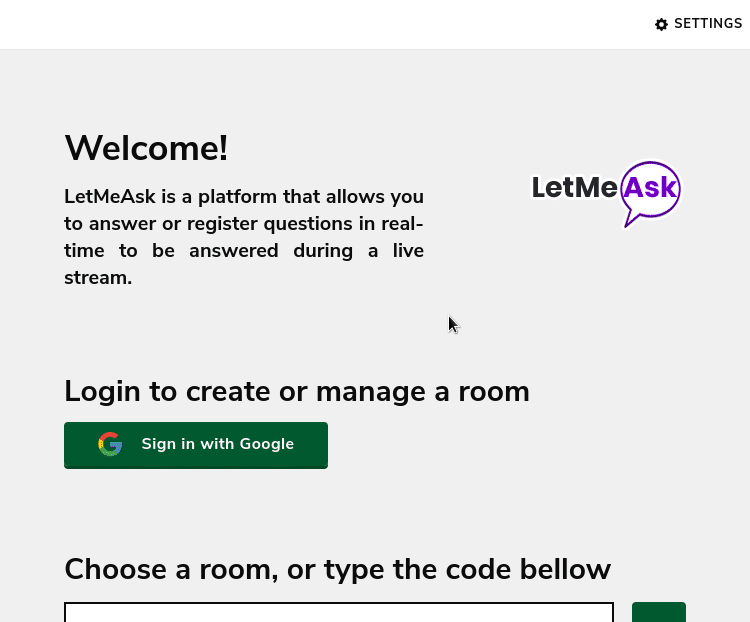 SETTINGS
Welcome!
LetMeAsk is a platform that allows you
to answer or register questions in real-
time to be answered during a live
stream.
LetMeAsk
Login to create or manage a room
Sign in with Google
Choose a room, or type the code bellow